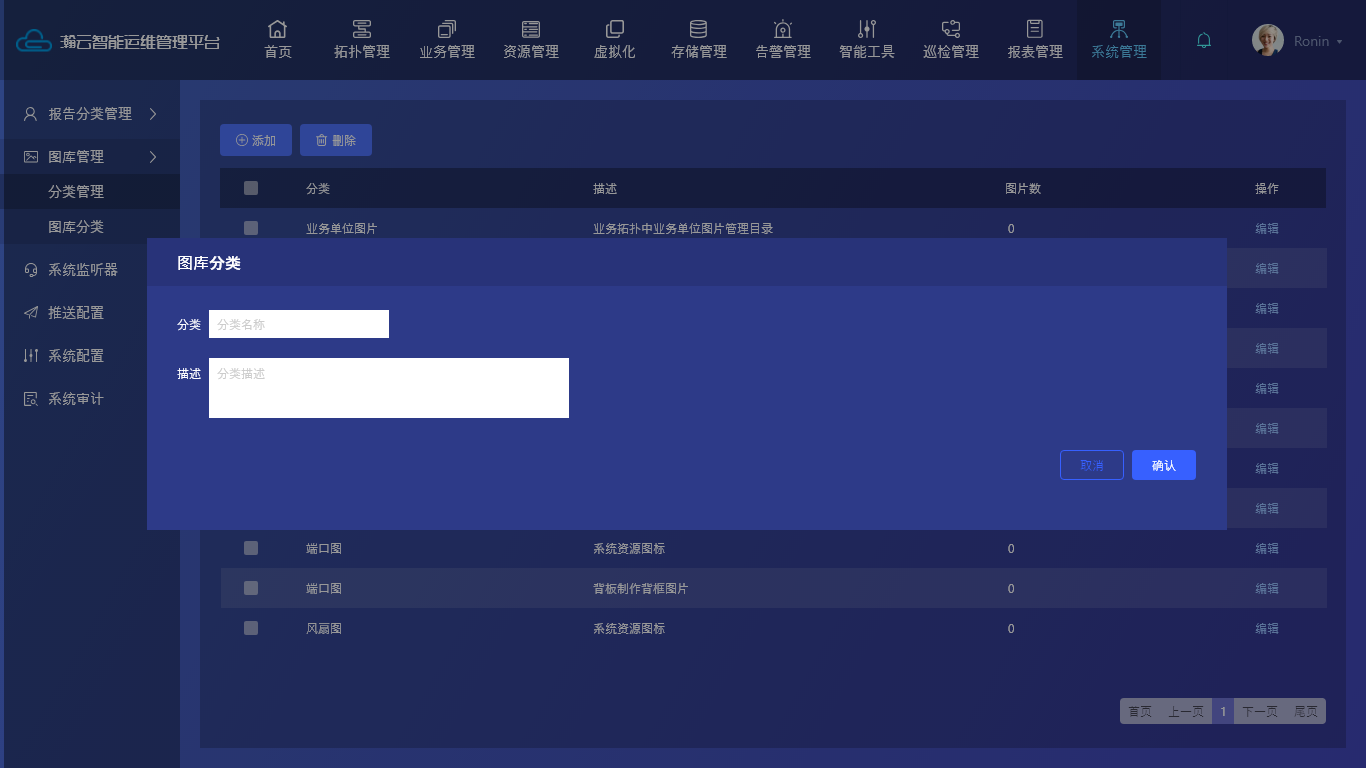 瀚云智能运维管理平台
首页 拓扑管理 业务管理 资源管理 虚拟化 存储管理 告警管理 智能工具 巡检管理 报表管理 系统管理 Ronin
报告分类管理
图库管理
分类管理
图库分类
系统监听器
推送配置
系统配置
系统审计
添加 删除
分类 描述 图片数 操作
业务单位图片 业务拓扑中业务单位图片管理目录 0 编辑
编辑
编辑
编辑
编辑
编辑
编辑
编辑
图库分类
分类 分类名称
描述 分类描述
取消 确认
端口图 系统资源图标 0 编辑
端口图 背板制作背框图片 0 编辑
风扇图 系统资源图标 0 编辑
首页 上一页 1 下一页 尾页